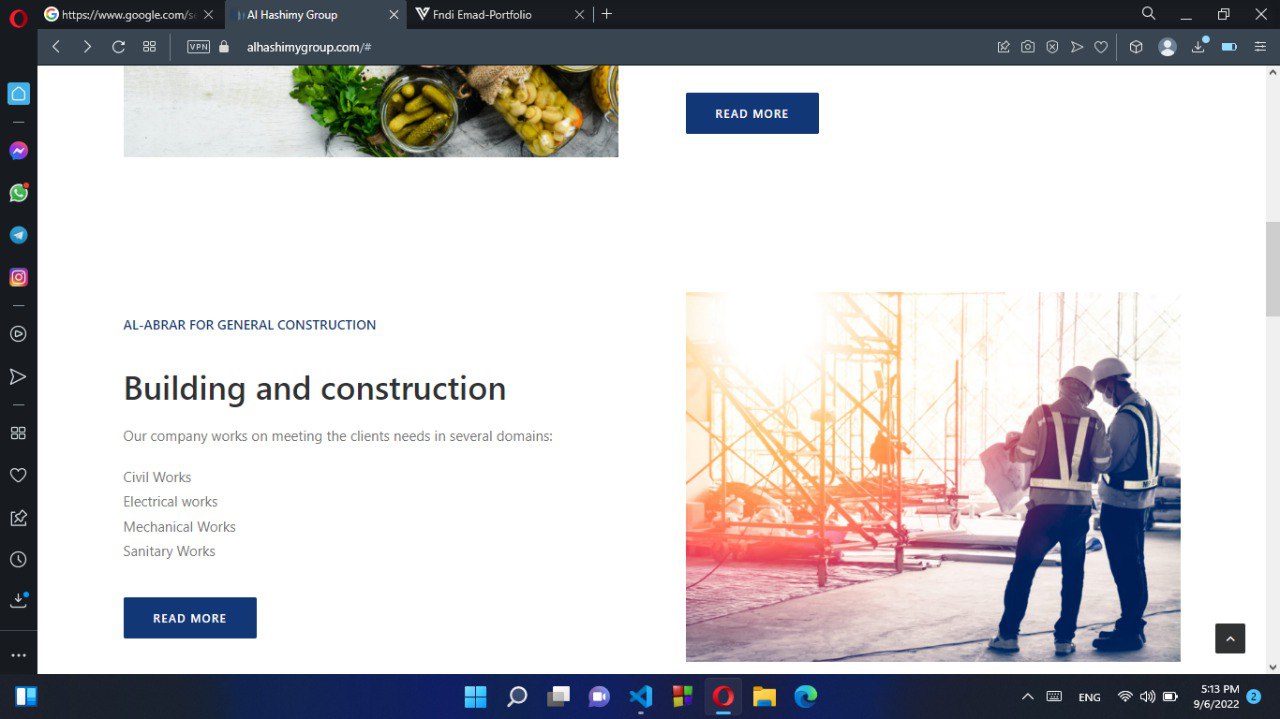 https://www.google.com/se
Al Hashimy Group
Fndi Emad-Portfolio
VPN
alhashimygroup.com/#
READ MORE
AL-ABRAR FOR GENERAL CONSTRUCTION
Building and construction
Our company works on meeting the clients needs in several domains:
Civil Works
Electrical works
Mechanical Works
Sanitary Works
READ MORE
ENG
5:13 PM
9/6/2022
2